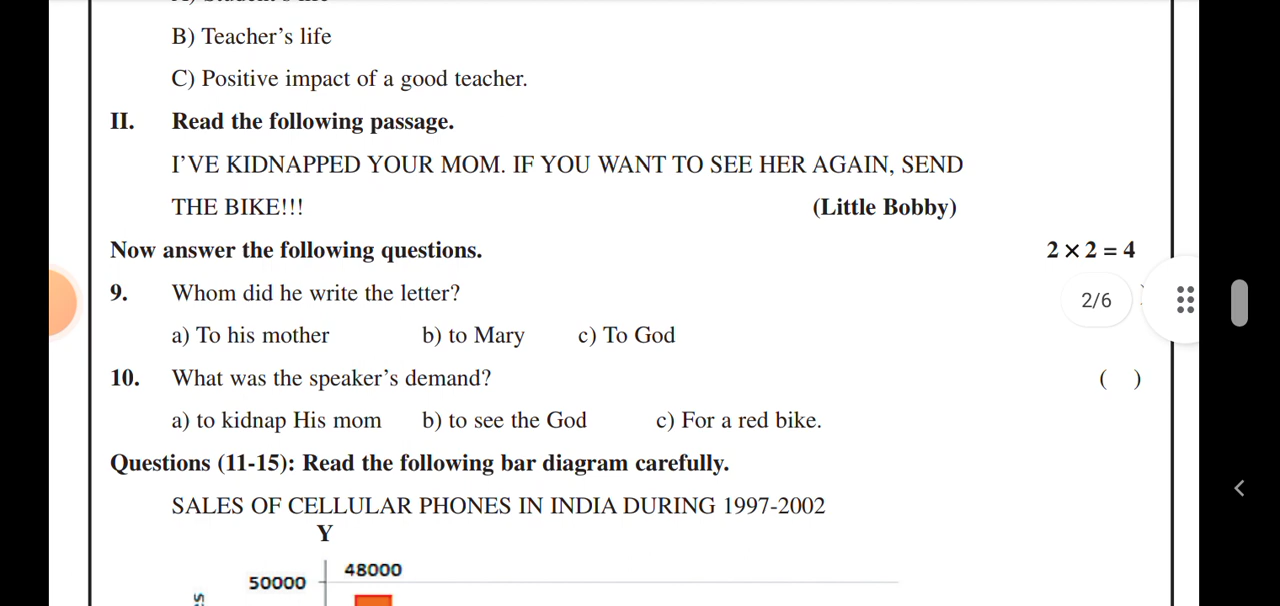 B) Teacher’s life
C) Positive impact of a good teacher.
II. Read the following passage.
I’VE KIDNAPPED YOUR MOM. IF YOU WANT TO SEE HER AGAIN, SEND
THE BIKE!!! (Little Bobby)
Now answer the following questions. 2 × 2 = 4
9. Whom did he write the letter?
2/6
a) To his mother b) to Mary c) To God
10. What was the speaker’s demand? ( )
a) to kidnap His mom b) to see the God c) For a red bike.
Questions (11-15): Read the following bar diagram carefully.
SALES OF CELLULAR PHONES IN INDIA DURING 1997-2002
Y
48000
50000